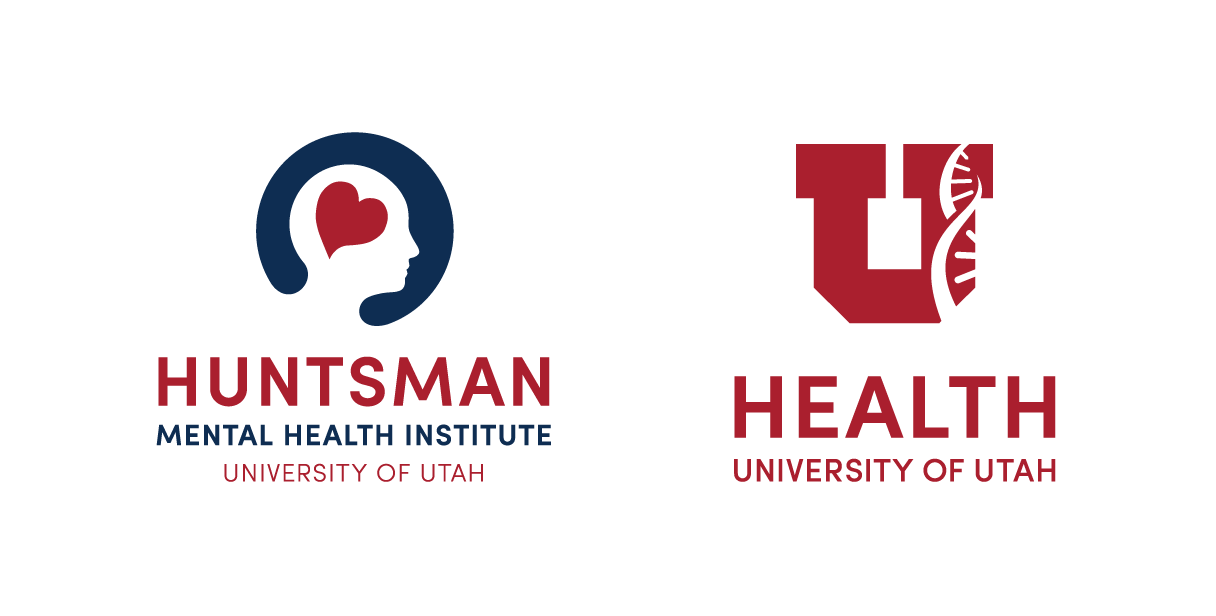 HUNTSMAN
MENTAL HEALTH INSTITUTE
UNIVERSITY OF UTAH
U
HEALTH
UNIVERSITY OF UTAH